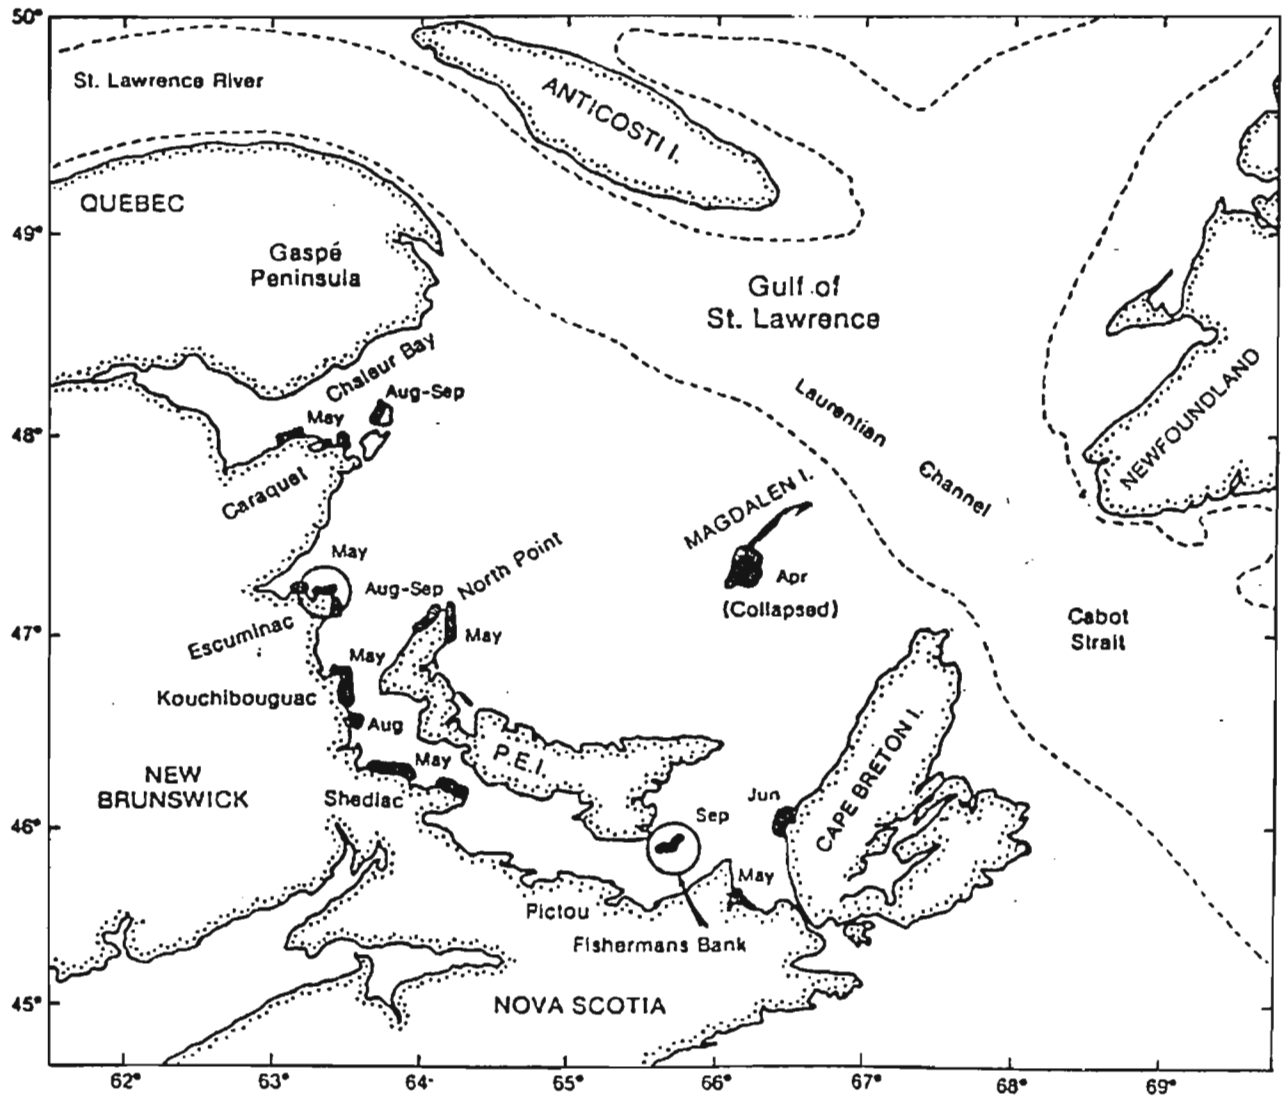 50°
St. Lawrence River
ANTICOSTI I.
QUEBEC
49°
Gaspé
Peninsula
Gulf of
St. Lawrence
Chaleur Bay
Aug-Sep
May
48°
Caraquet
Laurentian
Channel
NEWFOUNDLAND
MAGDALEN I.
Apr
(Collapsed)
May
Aug-Sep
North Point
May
47°
Escuminac
Cabot
Strait
May
Kouchibouguac
Aug
May
P.E.I.
NEW
BRUNSWICK
Shediac
CAPE BRETON I.
Jun
46°
Sep
May
Pictou
Fishermans Bank
45°
NOVA SCOTIA
62°
63°
64°
65°
66°
67°
68°
69°